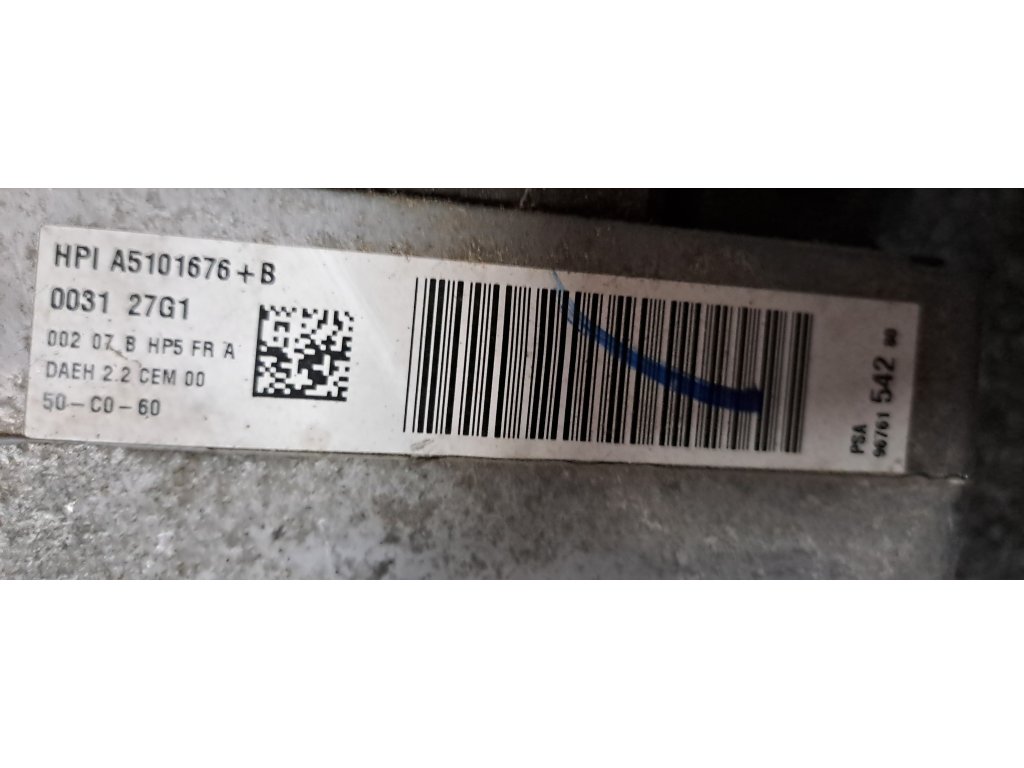 HPI A5101676+B
0031 27G1
002 07 B HP5 FR A
DAEH 2.2 CEM 00
50-C0-60
PSA
96761 542 80